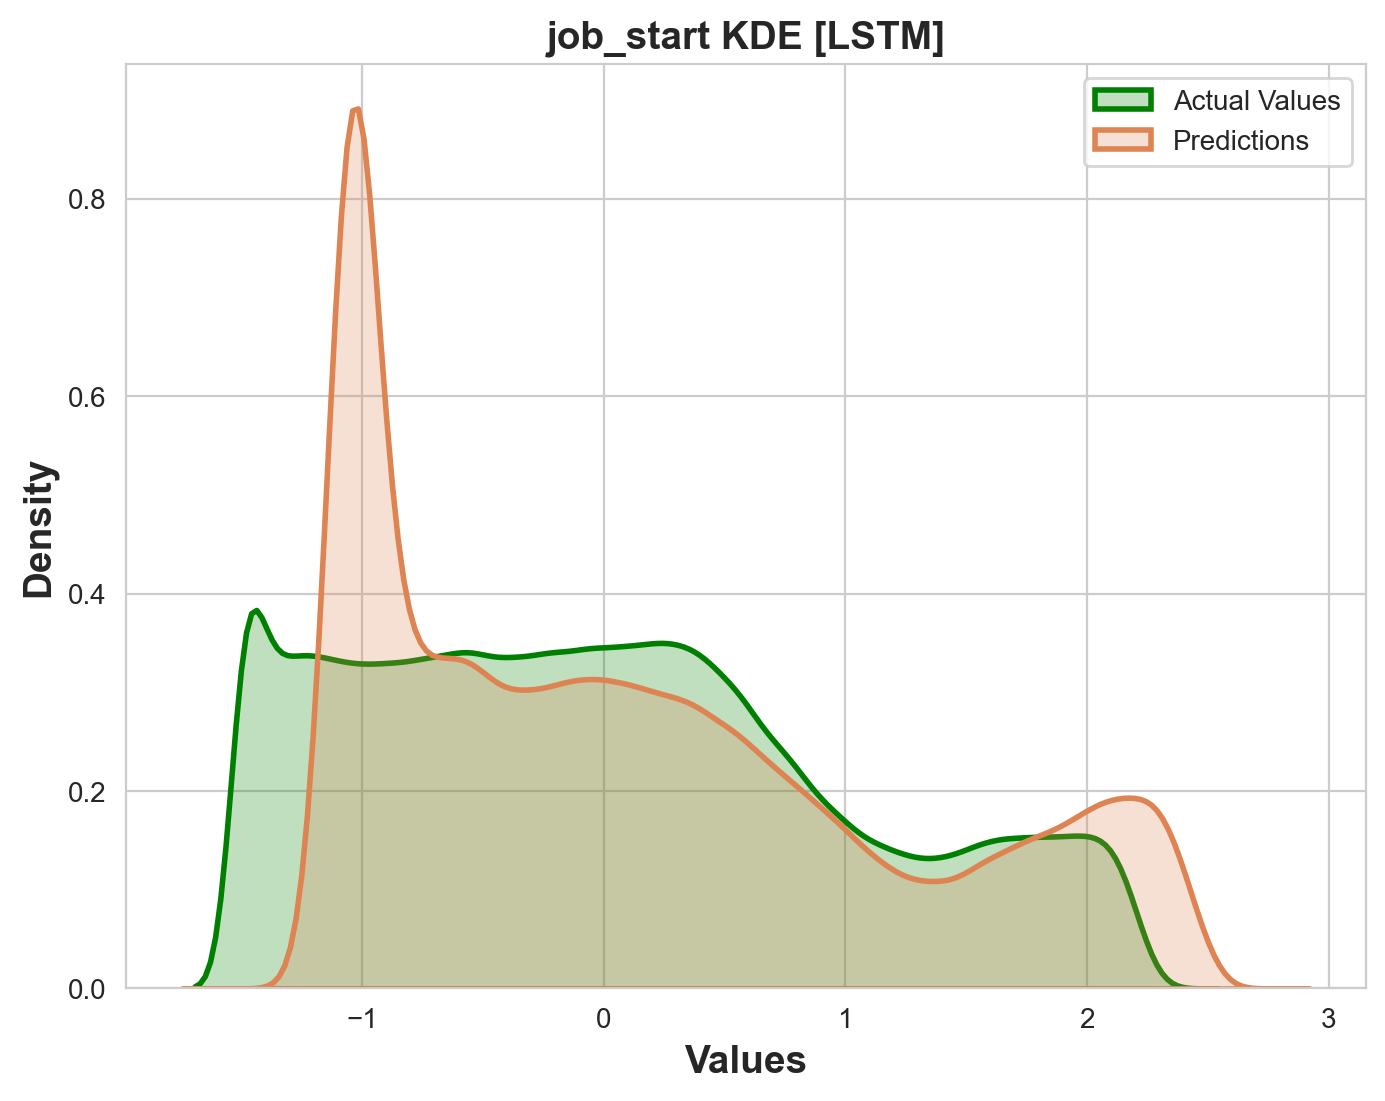 job_start KDE [LSTM]
Actual Values
Predictions
Density
0.8
0.6
0.4
0.2
0.0
−1
0
1
2
3
Values